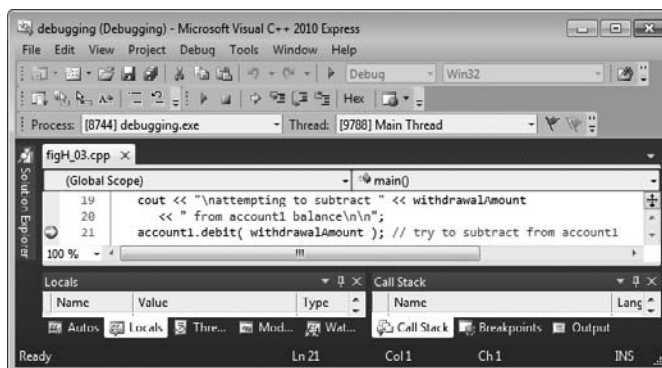 debugging (Debugging) - Microsoft Visual C++ 2010 Express
File Edit View Project Debug Tools Window Help
Debug Win32
Hex
Process: [8744] debugging.exe Thread: [9788] Main Thread
Solution Explorer
figH_03.cpp
(Global Scope) main()
19 cout << "\nattempting to subtract " << withdrawalAmount
20 << " from account1 balance\n\n";
21 account1.debit( withdrawalAmount ); // try to subtract from account1
100 %
Locals Call Stack
Name Value Type Name Lang
Autos Locals Thre... Mod... Wat... Call Stack Breakpoints Output
Ready Ln 21 Col 1 Ch 1 INS